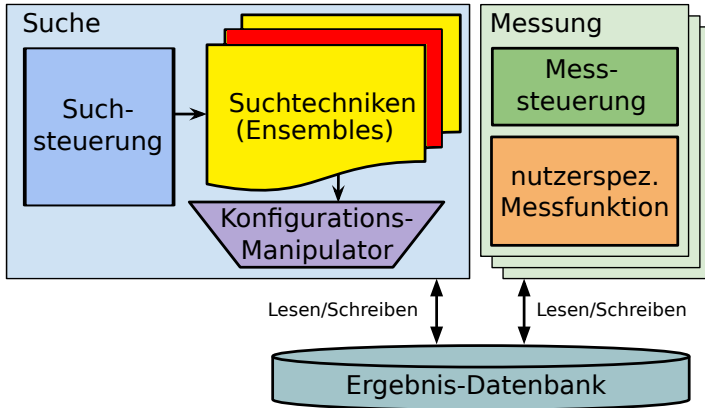 Suche
Such-
steuerung
Suchtechniken
(Ensembles)
Konfigurations-
Manipulator
Messung
Mess-
steuerung
nutzerspez.
Messfunktion
Lesen/Schreiben
Lesen/Schreiben
Ergebnis-Datenbank